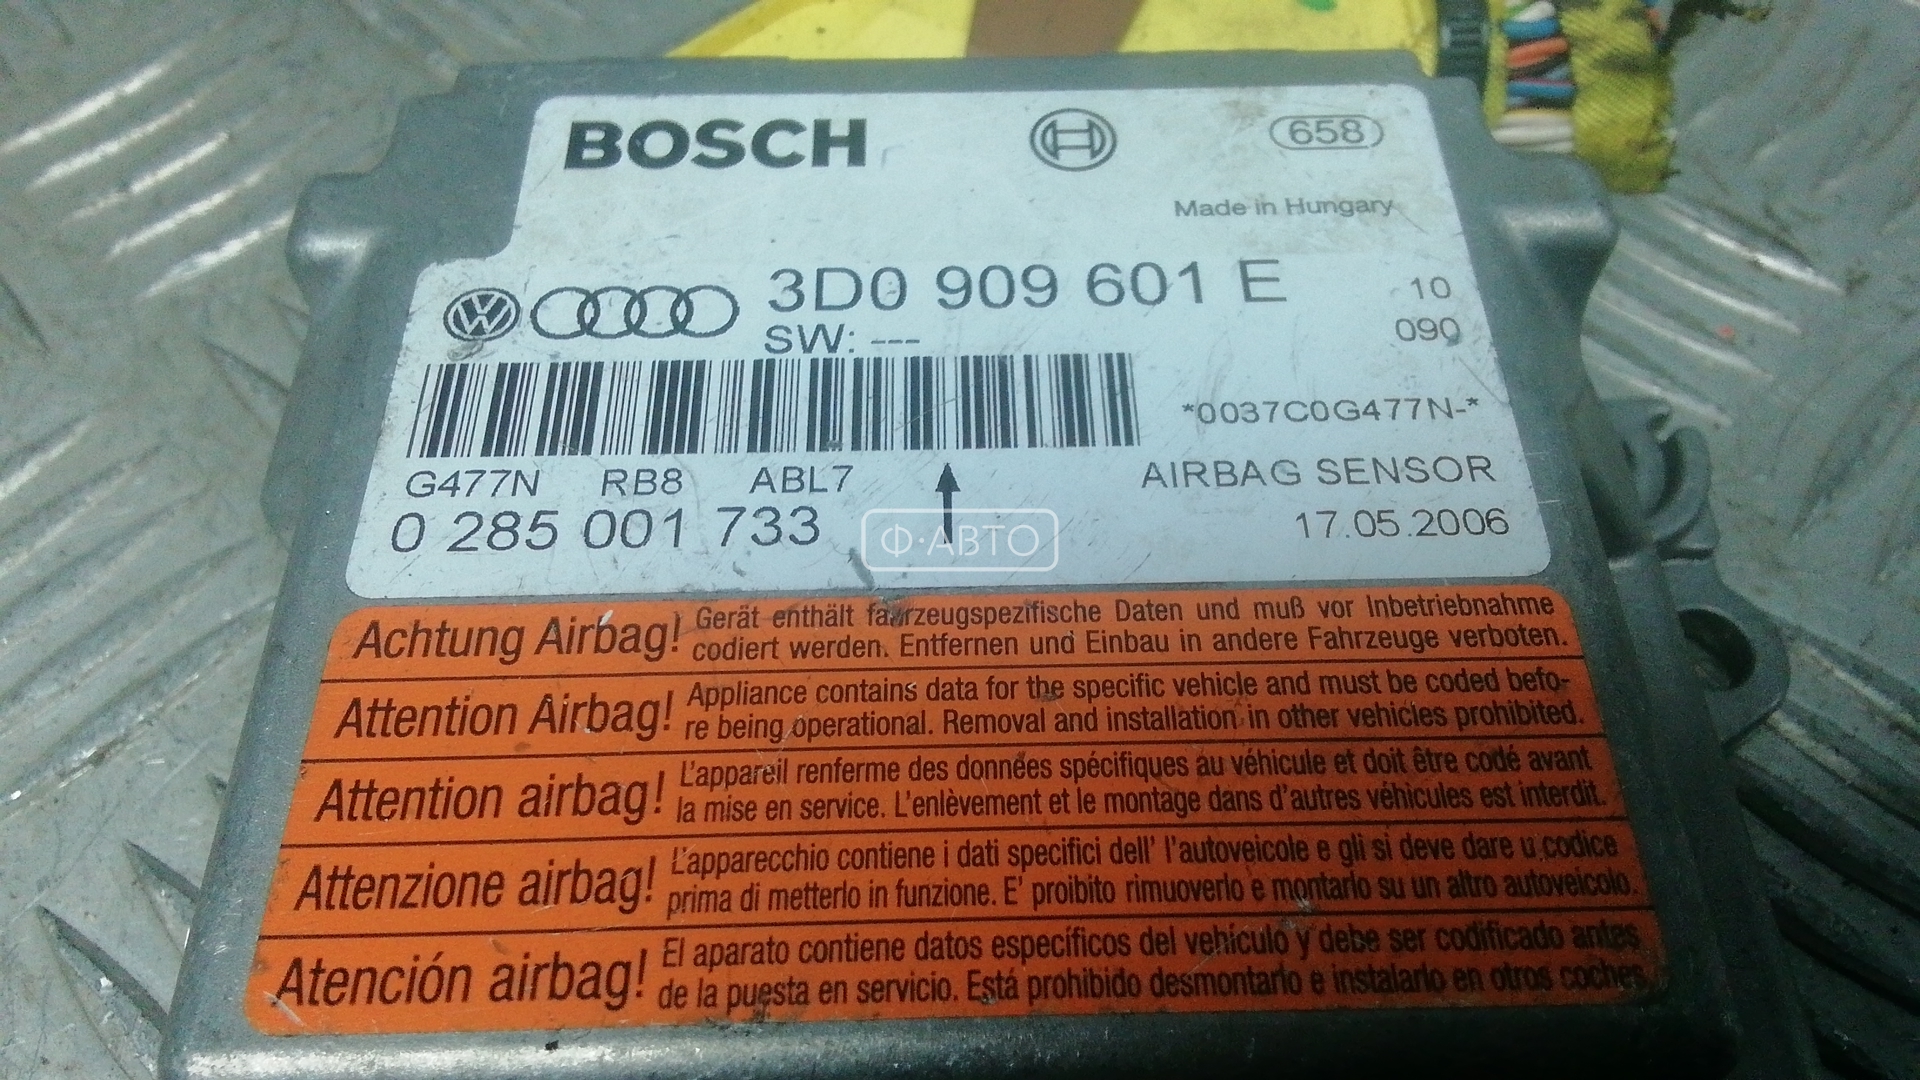 BOSCH
658
Made in Hungary
3D0 909 601 E
10
SW: ---
090
*0037C0G477N-*
G477N RB8 ABL7
AIRBAG SENSOR
0 285 001 733
17.05.2006
Ф·АВТО
Achtung Airbag! Gerät enthält fahrzeugspezifische Daten und muß vor Inbetriebnahme
codiert werden. Entfernen und Einbau in andere Fahrzeuge verboten.
Attention Airbag! Appliance contains data for the specific vehicle and must be coded befo-
re being operational. Removal and installation in other vehicles prohibited.
Attention airbag! L'appareil renferme des données spécifiques au véhicule et doit être codé avant
la mise en service. L'enlèvement et le montage dans d'autres véhicules est interdit.
Attenzione airbag! L'apparecchio contiene i dati specifici dell' l'autoveicole e gli si deve dare u codice
prima di metterlo in funzione. E' proibito rimuoverlo e montarlo su un altro autoveicolo.
Atención airbag! El aparato contiene datos específicos del vehículo y debe ser codificado antes
de la puesta en servicio. Está prohibido desmontarlo e instalarlo en otros coches